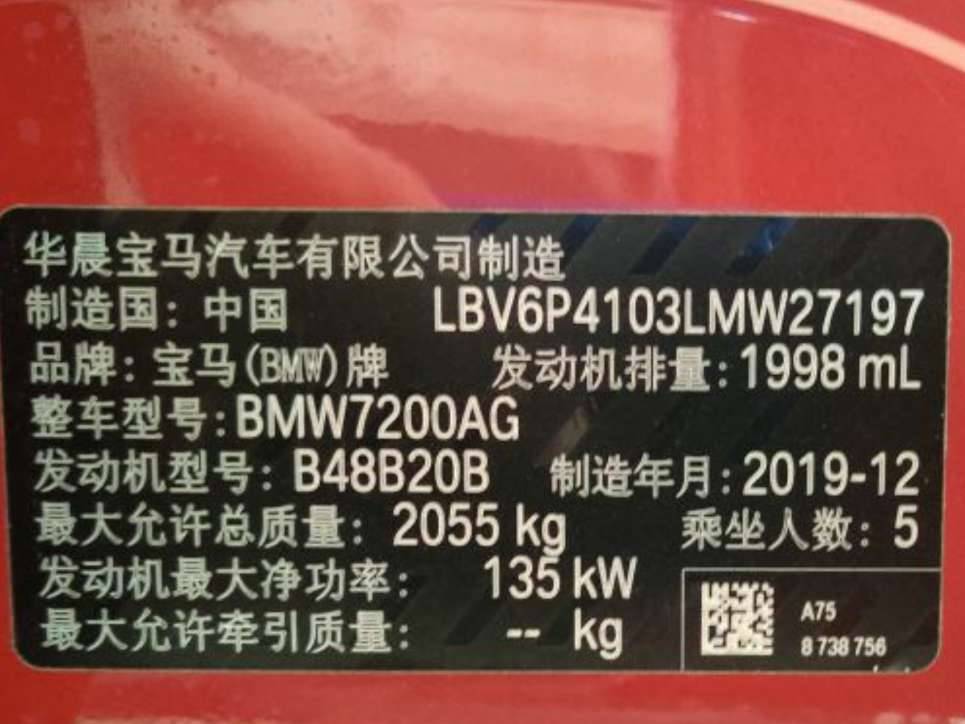 华晨宝马汽车有限公司制造
制造国：中国 LBV6P4103LMW27197
品牌：宝马(BMW)牌 发动机排量：1998 mL
整车型号：BMW7200AG
发动机型号：B48B20B 制造年月：2019-12
最大允许总质量：2055 kg 乘坐人数：5
发动机最大净功率：135 kW
最大允许牵引质量：-- kg
A75
8 738 756